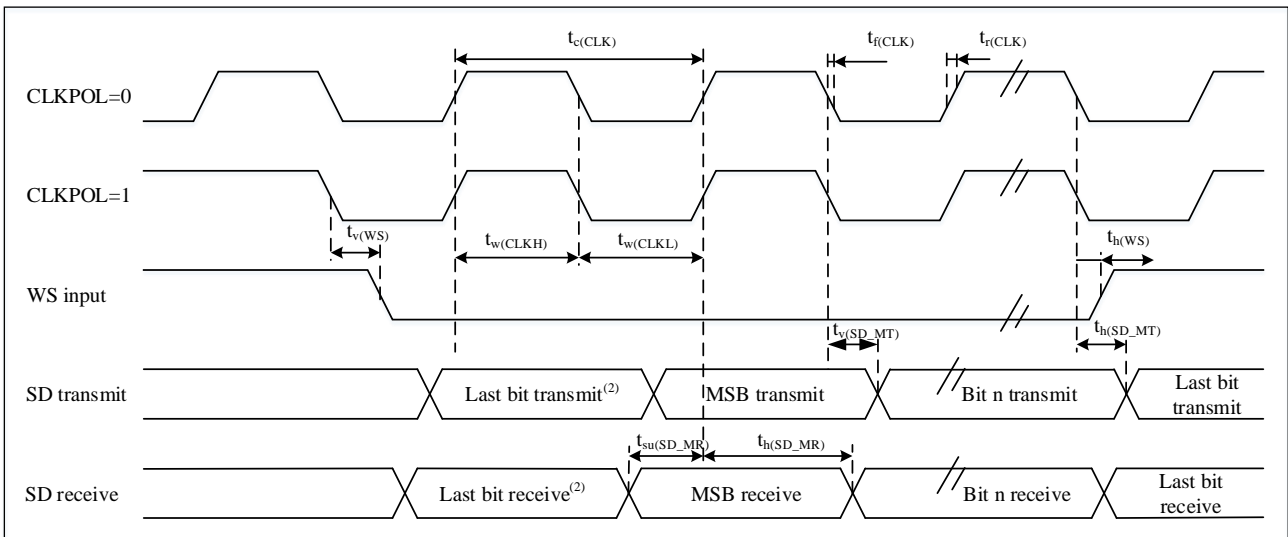 t_c(CLK)
t_f(CLK)
t_r(CLK)
CLKPOL=0
CLKPOL=1
t_v(WS)
t_w(CLKH)
t_w(CLKL)
t_h(WS)
WS input
t_v(SD_MT)
t_h(SD_MT)
SD transmit
Last bit transmit(2)
MSB transmit
Bit n transmit
Last bit
transmit
t_su(SD_MR)
t_h(SD_MR)
SD receive
Last bit receive(2)
MSB receive
Bit n receive
Last bit
receive